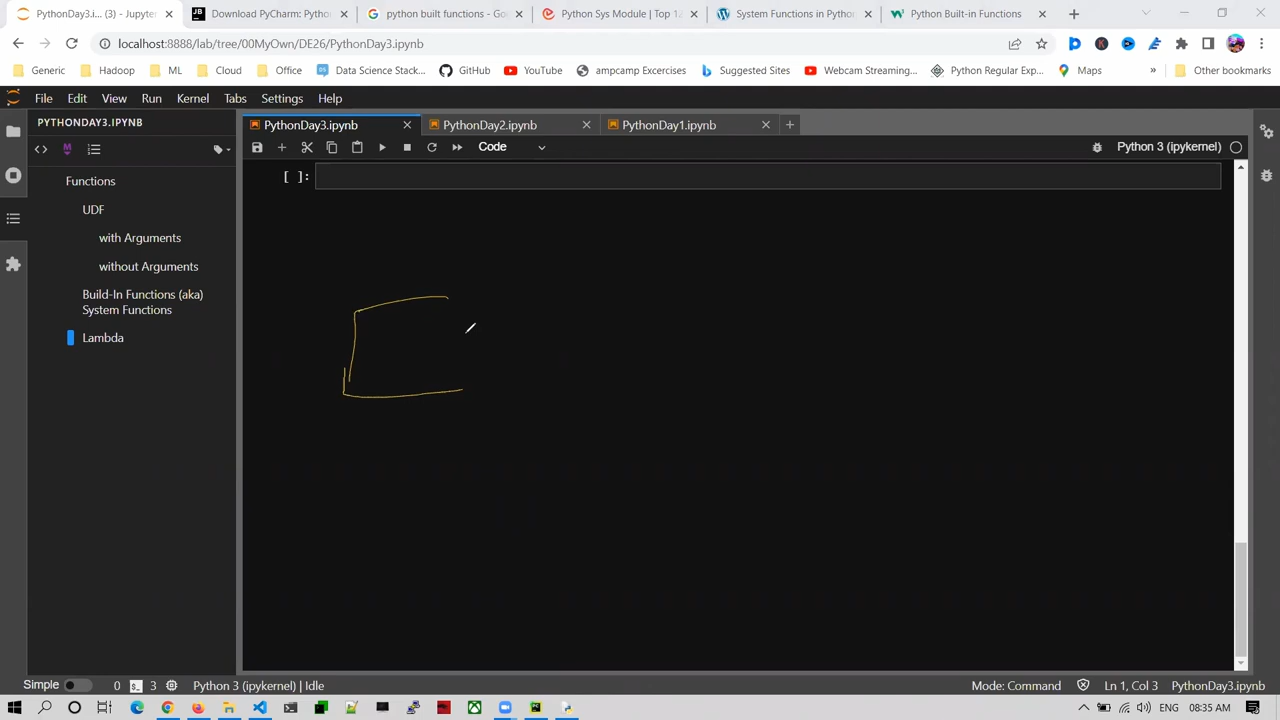 PythonDay3.i... (3) - Jupyter
Download PyCharm: Python
python built functions - Goo
Python Sys Module | Top 12
System Functions in Python
Python Built-in Functions
localhost:8888/lab/tree/00MyOwn/DE26/PythonDay3.ipynb
Generic
Hadoop
ML
Cloud
Office
Data Science Stack...
GitHub
YouTube
ampcamp Excercises
Suggested Sites
Webcam Streaming...
Python Regular Exp...
Maps
»
Other bookmarks
File Edit View Run Kernel Tabs Settings Help
PYTHONDAY3.IPYNB
PythonDay3.ipynb
PythonDay2.ipynb
PythonDay1.ipynb
Code
Python 3 (ipykernel)
Functions
UDF
with Arguments
without Arguments
Build-In Functions (aka)
System Functions
Lambda
[ ]:
Simple 0 3 Python 3 (ipykernel) | Idle
Mode: Command Ln 1, Col 3 PythonDay3.ipynb
ENG 08:35 AM